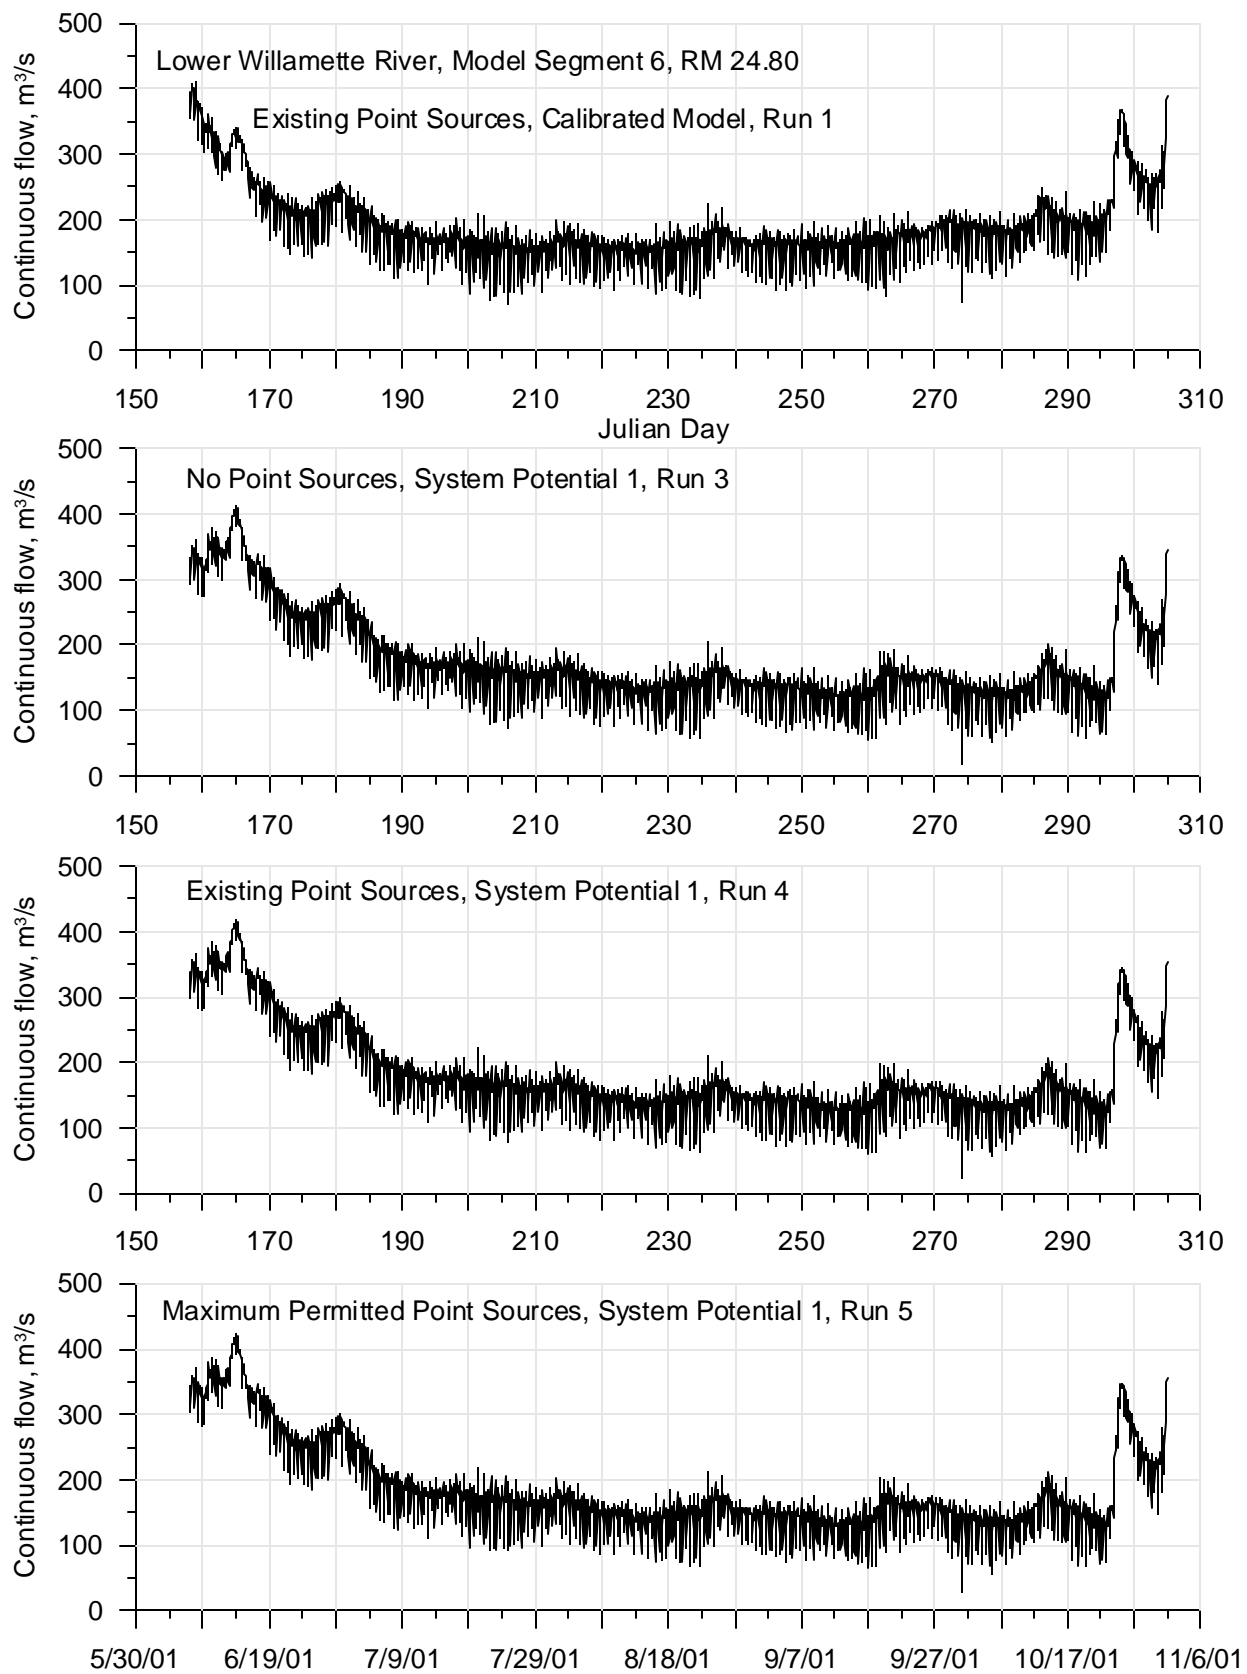 500
400
300
200
100
0
Continuous flow, m³/s
Lower Willamette River, Model Segment 6, RM 24.80
Existing Point Sources, Calibrated Model, Run 1
150 170 190 210 230 250 270 290 310
Julian Day
500
400
300
200
100
0
Continuous flow, m³/s
No Point Sources, System Potential 1, Run 3
150 170 190 210 230 250 270 290 310
500
400
300
200
100
0
Continuous flow, m³/s
Existing Point Sources, System Potential 1, Run 4
150 170 190 210 230 250 270 290 310
500
400
300
200
100
0
Continuous flow, m³/s
Maximum Permitted Point Sources, System Potential 1, Run 5
5/30/01 6/19/01 7/9/01 7/29/01 8/18/01 9/7/01 9/27/01 10/17/01 11/6/01